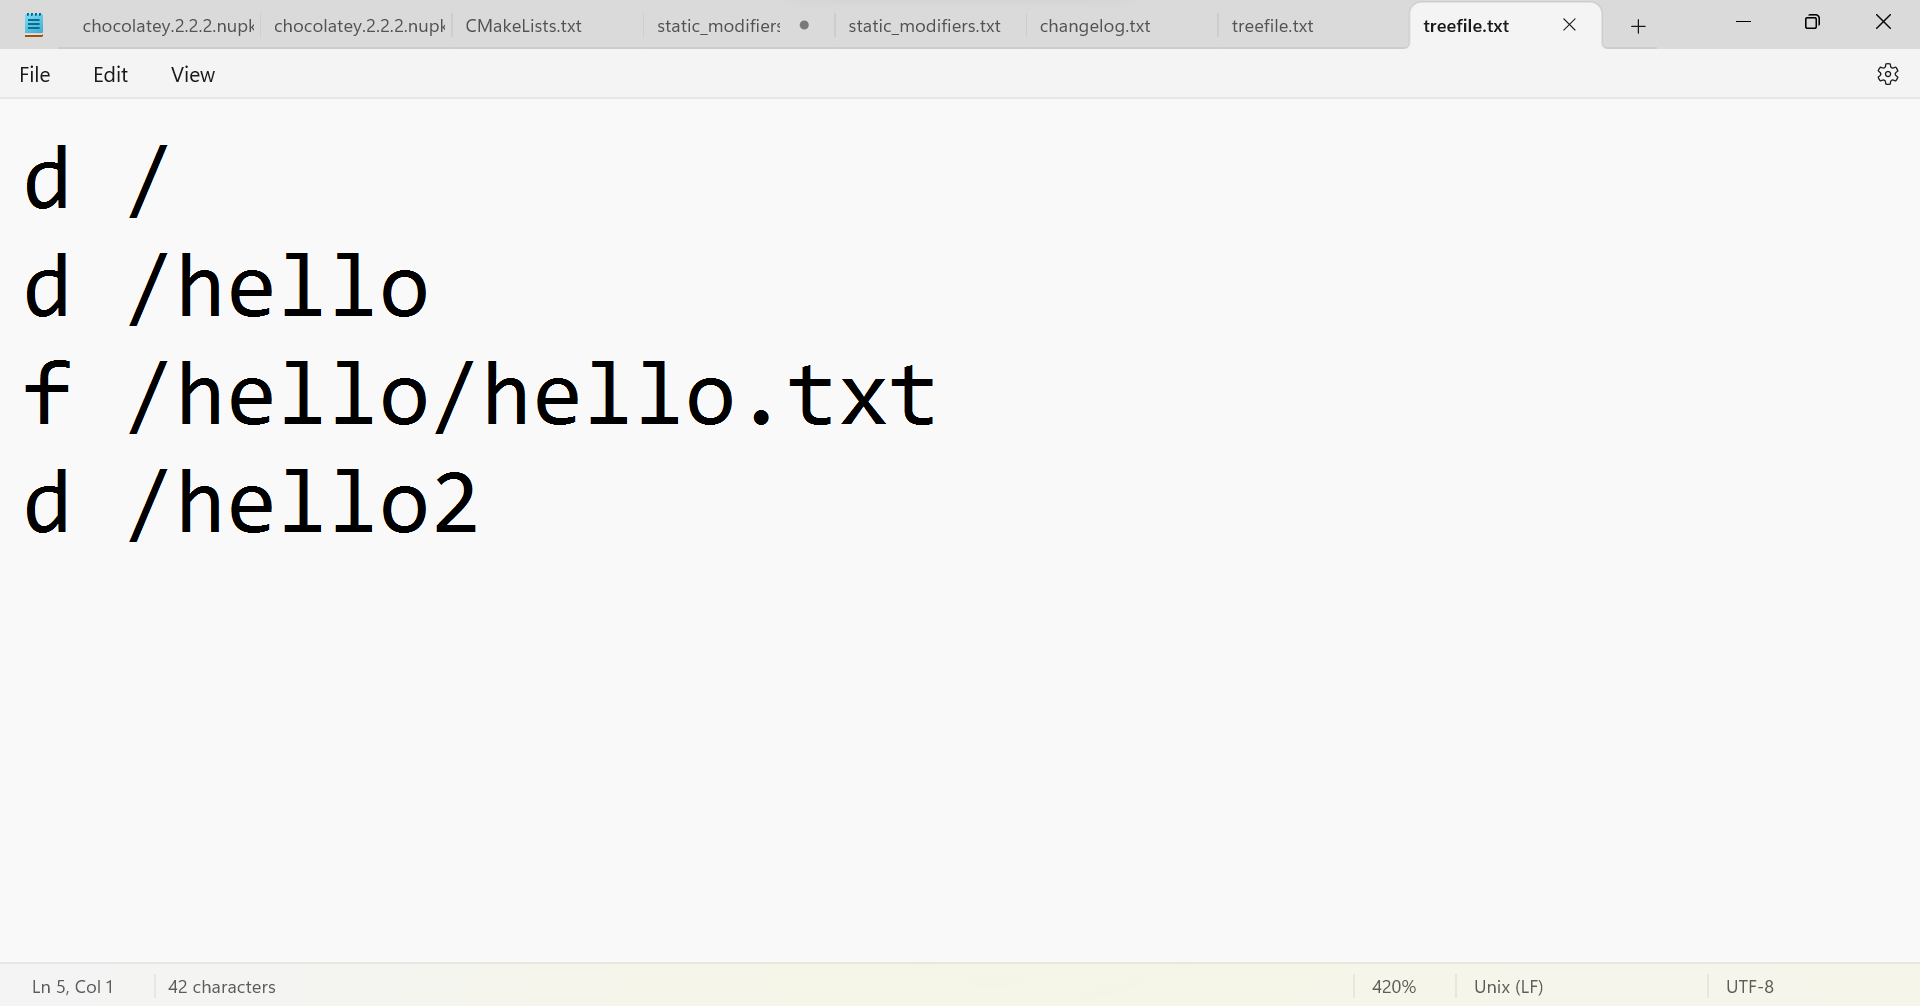 chocolatey.2.2.2.nupk chocolatey.2.2.2.nupk CMakeLists.txt static_modifiers static_modifiers.txt changelog.txt treefile.txt treefile.txt
File Edit View
d /
d /hello
f /hello/hello.txt
d /hello2
Ln 5, Col 1 42 characters 420% Unix (LF) UTF-8